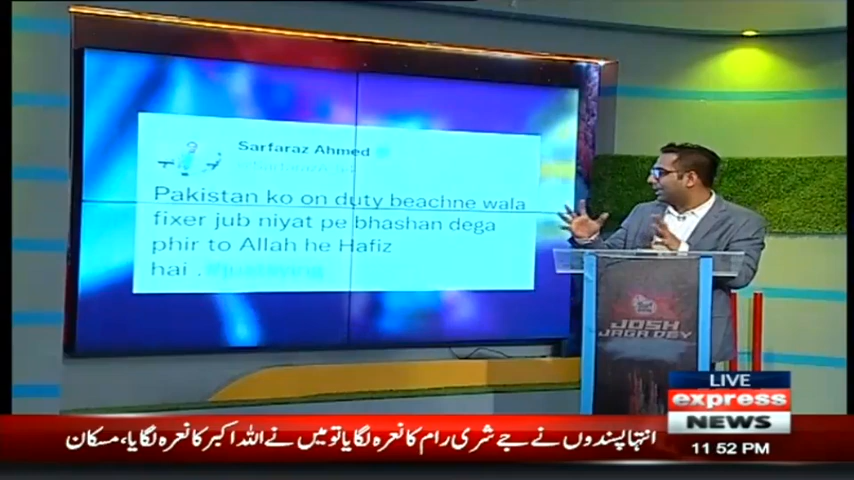 Sarfaraz Ahmed
Pakistan ko on duty beachne wala
fixer jub niyat pe bhashan dega
phir to Allah he Hafiz
hai .
JOSH
JAGA DEY
LIVE
express
NEWS
11:52 PM
انتہا پسندوں نے جے شری رام کا نعرہ لگایا تو میں نے اللہ اکبر کا نعرہ لگایا، مسکان